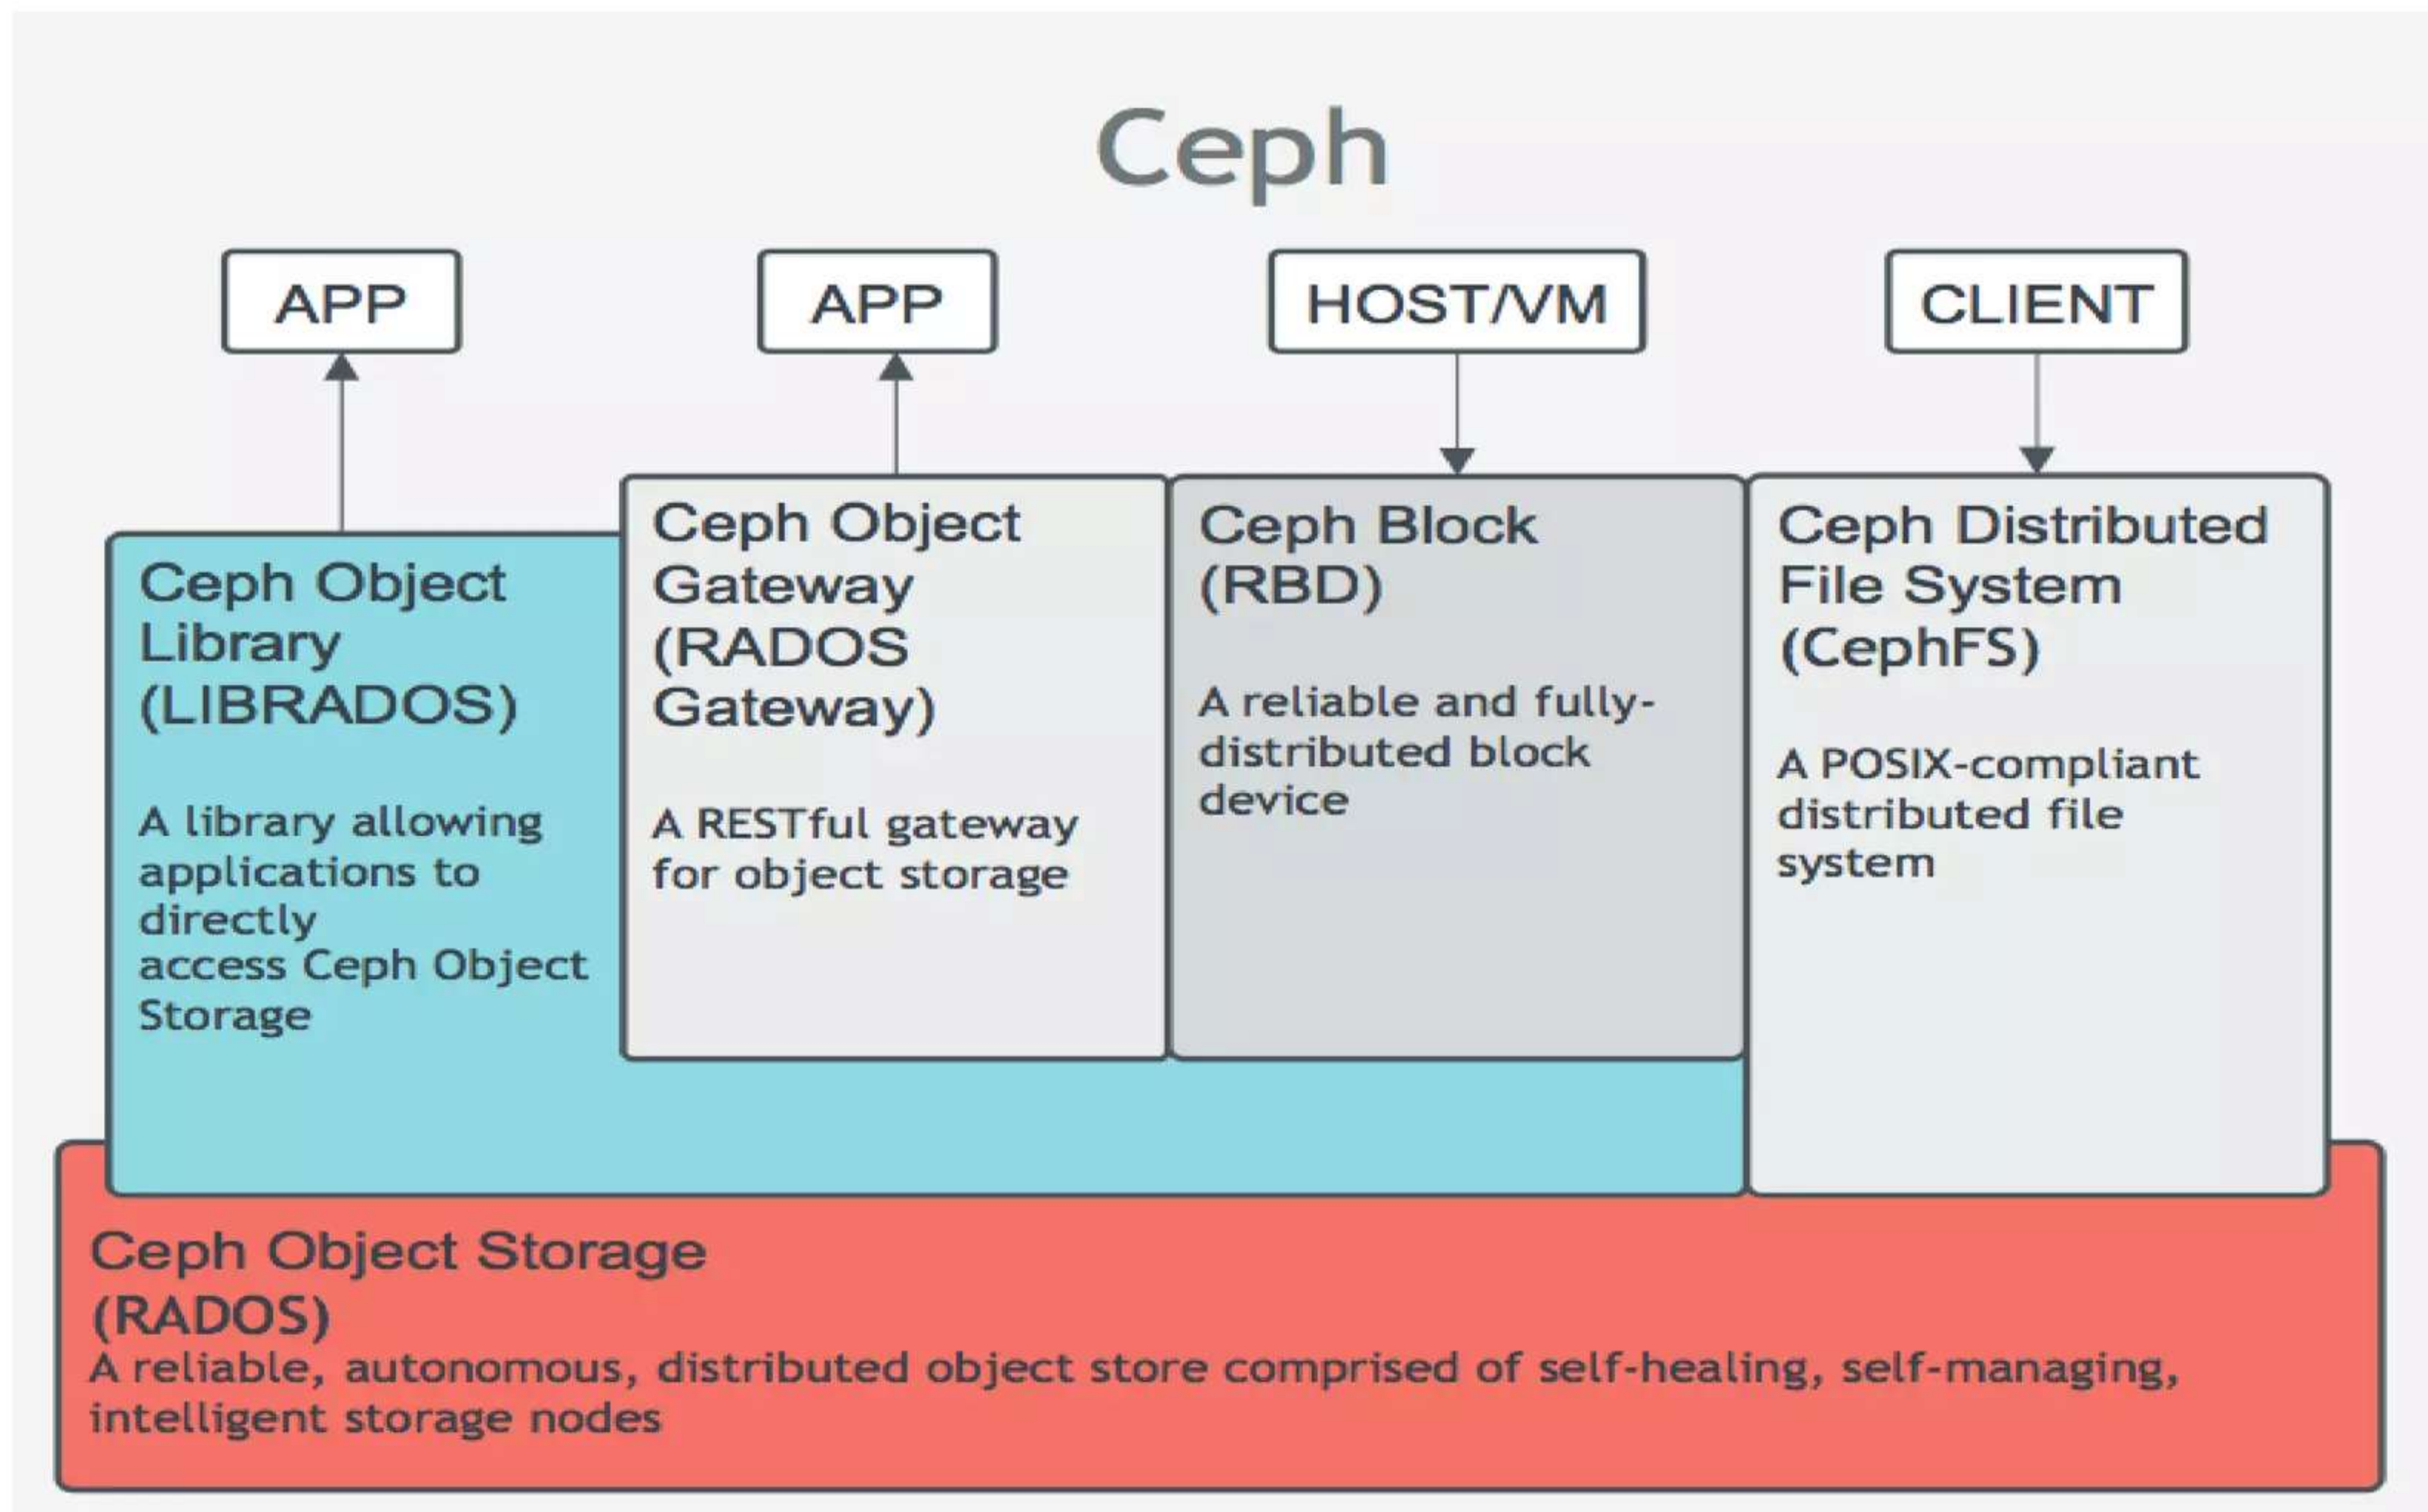 Ceph
APP
APP
HOST/VM
CLIENT
Ceph Object
Library
(LIBRADOS)
A library allowing
applications to
directly
access Ceph Object
Storage
Ceph Object
Gateway
(RADOS
Gateway)
A RESTful gateway
for object storage
Ceph Block
(RBD)
A reliable and fully-
distributed block
device
Ceph Distributed
File System
(CephFS)
A POSIX-compliant
distributed file
system
Ceph Object Storage
(RADOS)
A reliable, autonomous, distributed object store comprised of self-healing, self-managing,
intelligent storage nodes